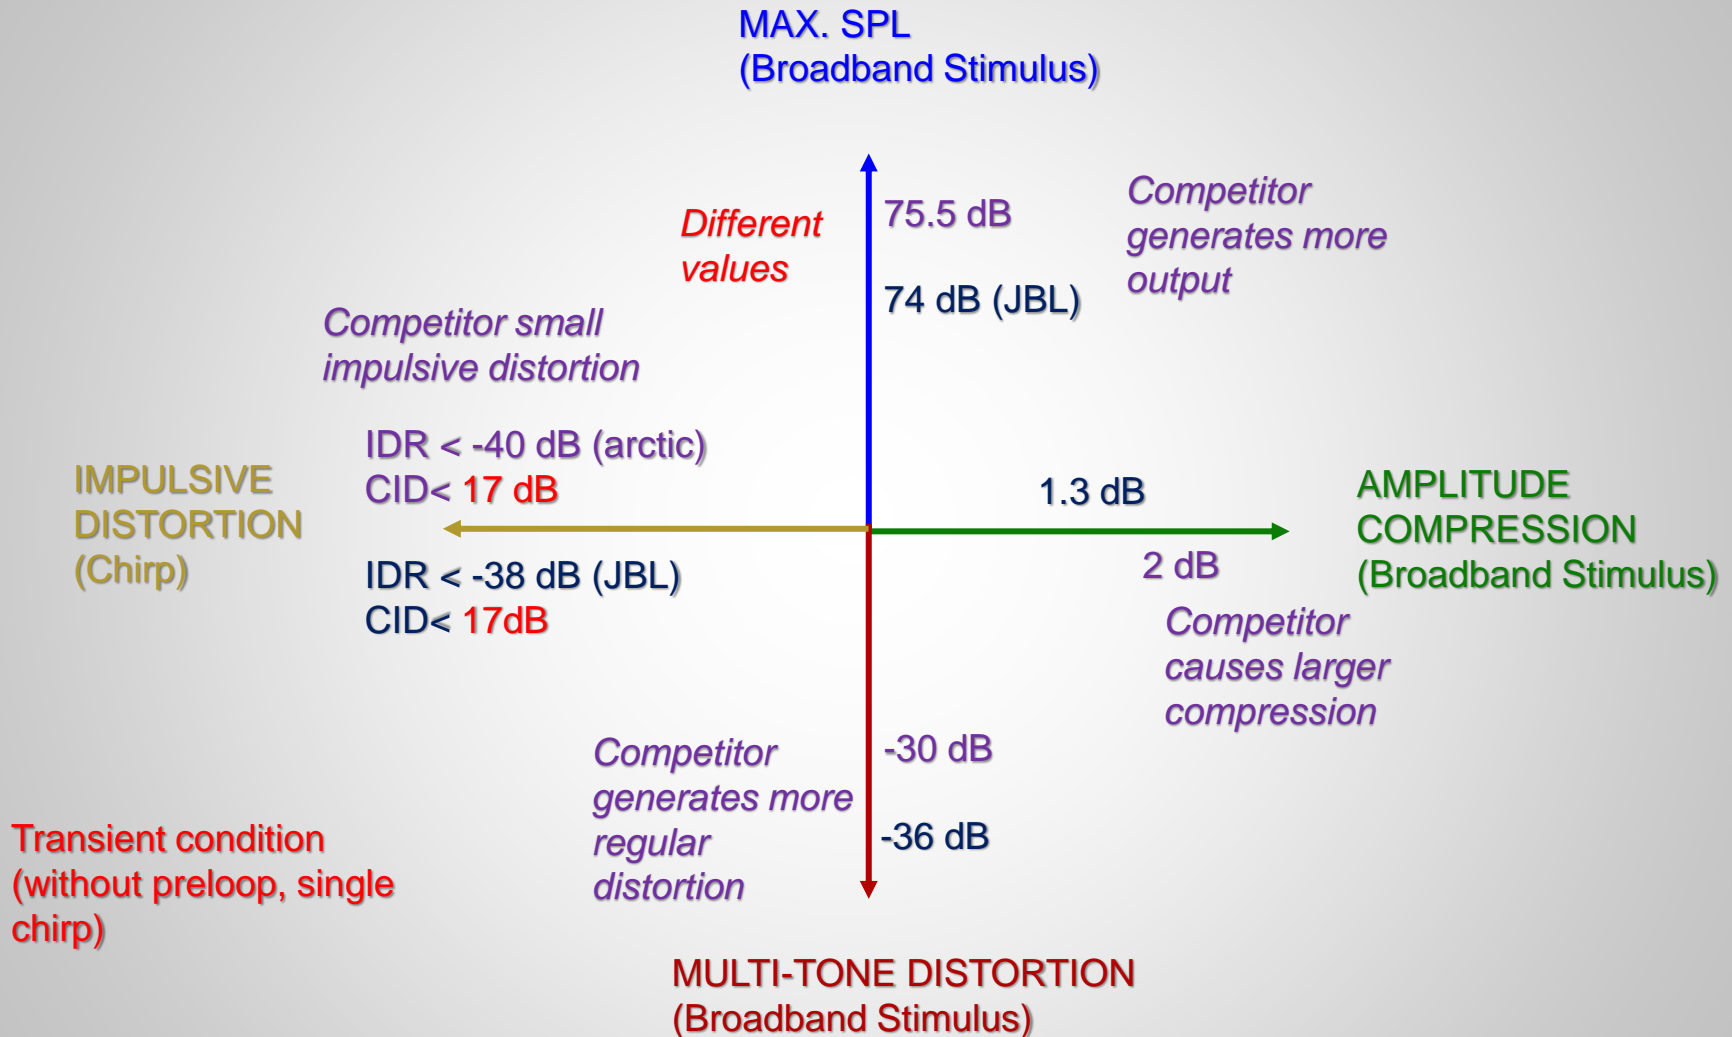 MAX. SPL
(Broadband Stimulus)
Different
values
75.5 dB
74 dB (JBL)
Competitor
generates more
output
Competitor small
impulsive distortion
IDR < -40 dB (arctic)
CID< 17 dB
IMPULSIVE
DISTORTION
(Chirp)
IDR < -38 dB (JBL)
CID< 17dB
1.3 dB
2 dB
AMPLITUDE
COMPRESSION
(Broadband Stimulus)
Competitor
causes larger
compression
Competitor
generates more
regular
distortion
-30 dB
-36 dB
Transient condition
(without preloop, single
chirp)
MULTI-TONE DISTORTION
(Broadband Stimulus)